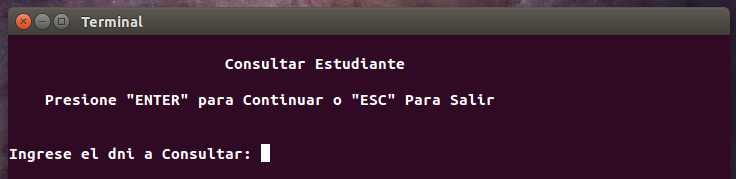 Terminal
Consultar Estudiante
Presione "ENTER" para Continuar o "ESC" Para Salir
Ingrese el dni a Consultar: